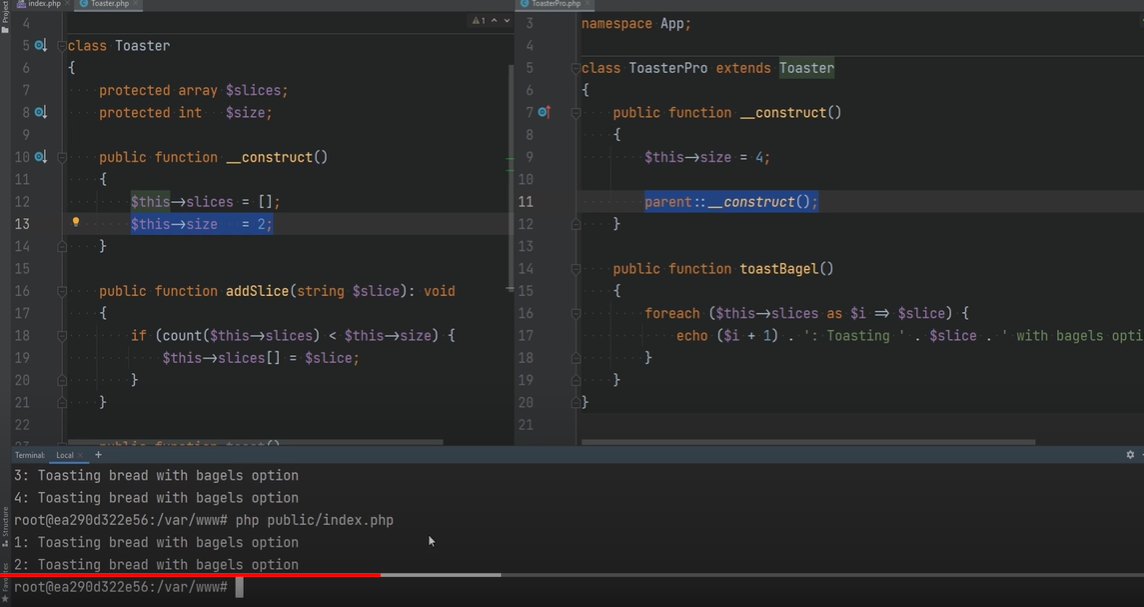 Project
index.php
Toaster.php
4
5 class Toaster
6 {
7 protected array $slices;
8 protected int $size;
9
10 public function __construct()
11 {
12 $this->slices = [];
13 $this->size = 2;
14 }
15
16 public function addSlice(string $slice): void
17 {
18 if (count($this->slices) < $this->size) {
19 $this->slices[] = $slice;
20 }
21 }
22
1
ToasterPro.php
3 namespace App;
4
5 class ToasterPro extends Toaster
6 {
7 public function __construct()
8 {
9 $this->size = 4;
10
11 parent::__construct();
12 }
13
14 public function toastBagel()
15 {
16 foreach ($this->slices as $i => $slice) {
17 echo ($i + 1) . ': Toasting ' . $slice . ' with bagels opti
18 }
19 }
20 }
21
Terminal: Local × +
3: Toasting bread with bagels option
4: Toasting bread with bagels option
root@ea290d322e56:/var/www# php public/index.php
1: Toasting bread with bagels option
2: Toasting bread with bagels option
root@ea290d322e56:/var/www#
Structure
Favorites